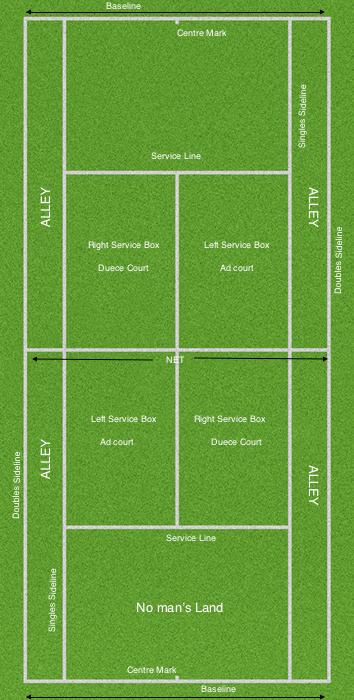 Baseline
Centre Mark
Singles Sideline
Service Line
ALLEY
ALLEY
Doubles Sideline
Right Service Box
Left Service Box
Duece Court
Ad court
NET
Left Service Box
Right Service Box
Ad court
Duece Court
ALLEY
ALLEY
Doubles Sideline
Service Line
Singles Sideline
No man's Land
Centre Mark
Baseline